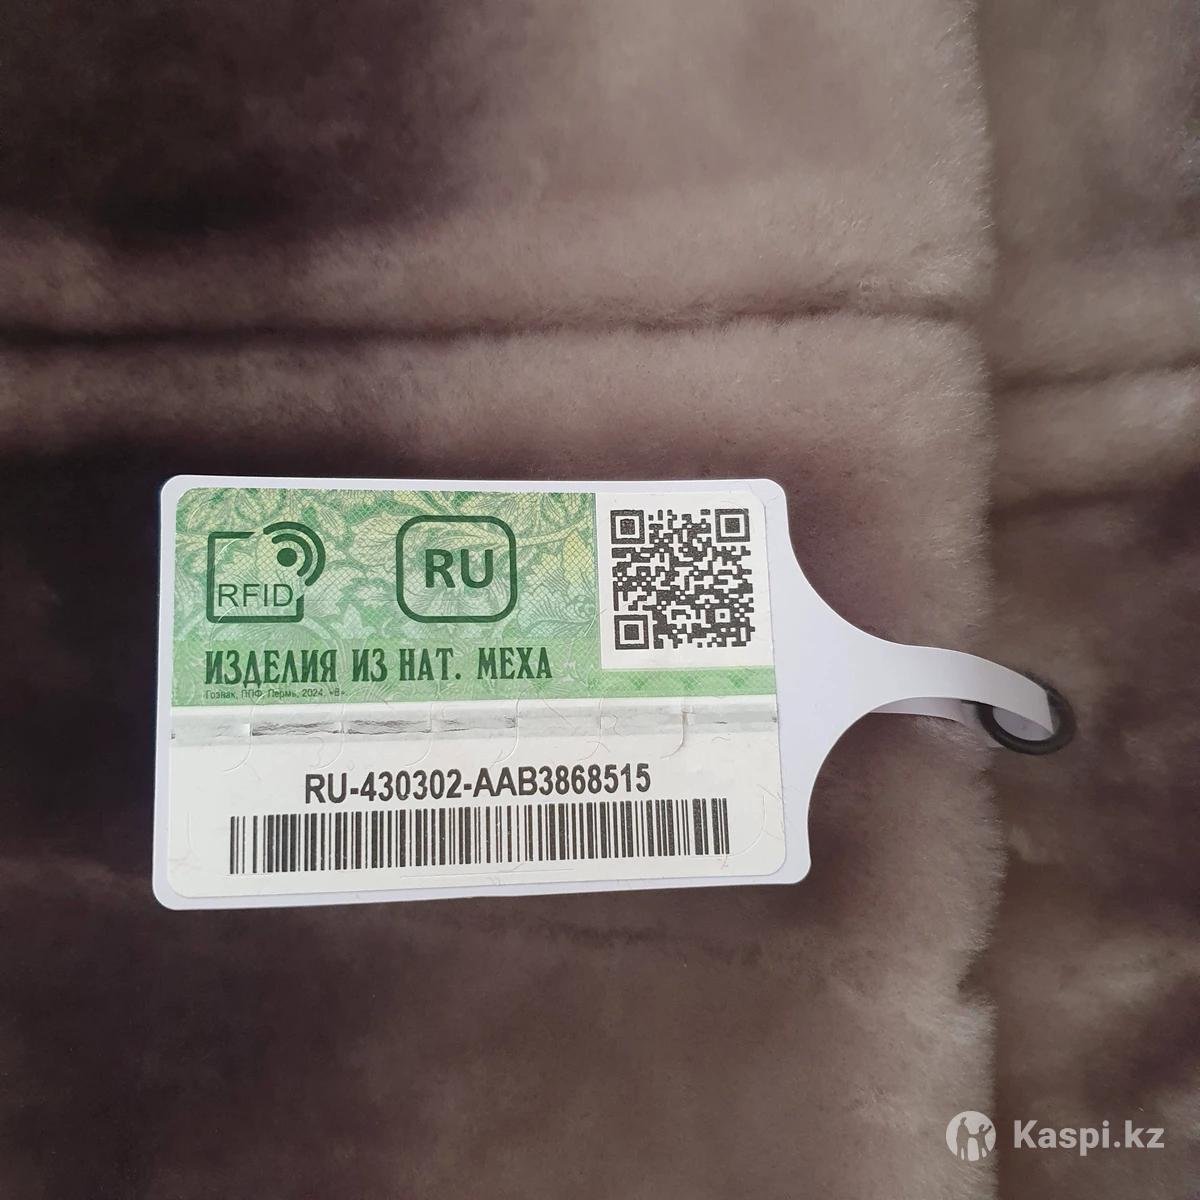 RFID
RU
ИЗДЕЛИЯ ИЗ НАТ. МЕХА
Гознак, ППФ, Пермь, 2024, «В».
RU-430302-AAB3868515
Kaspi.kz